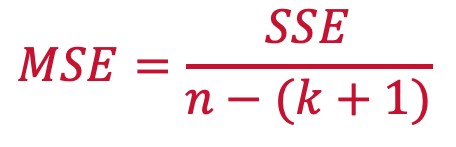 MSE = SSE / n − (k + 1)